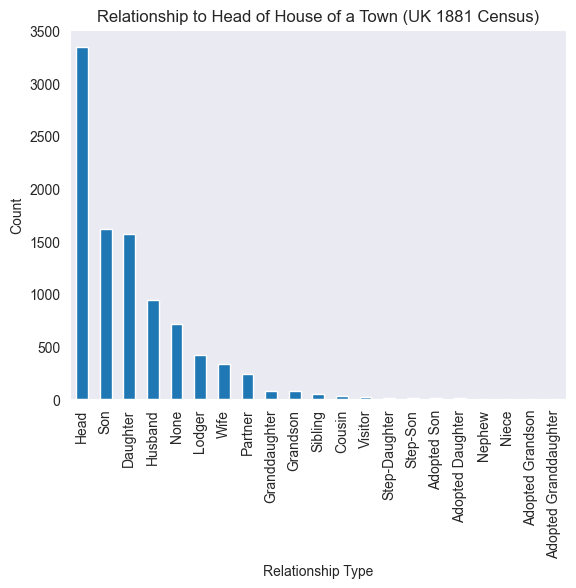 Relationship to Head of House of a Town (UK 1881 Census)
3500
3000
2500
2000
1500
1000
500
0
Count
Head
Son
Daughter
Husband
None
Lodger
Wife
Partner
Granddaughter
Grandson
Sibling
Cousin
Visitor
Step-Daughter
Step-Son
Adopted Son
Adopted Daughter
Nephew
Niece
Adopted Grandson
Adopted Granddaughter
Relationship Type